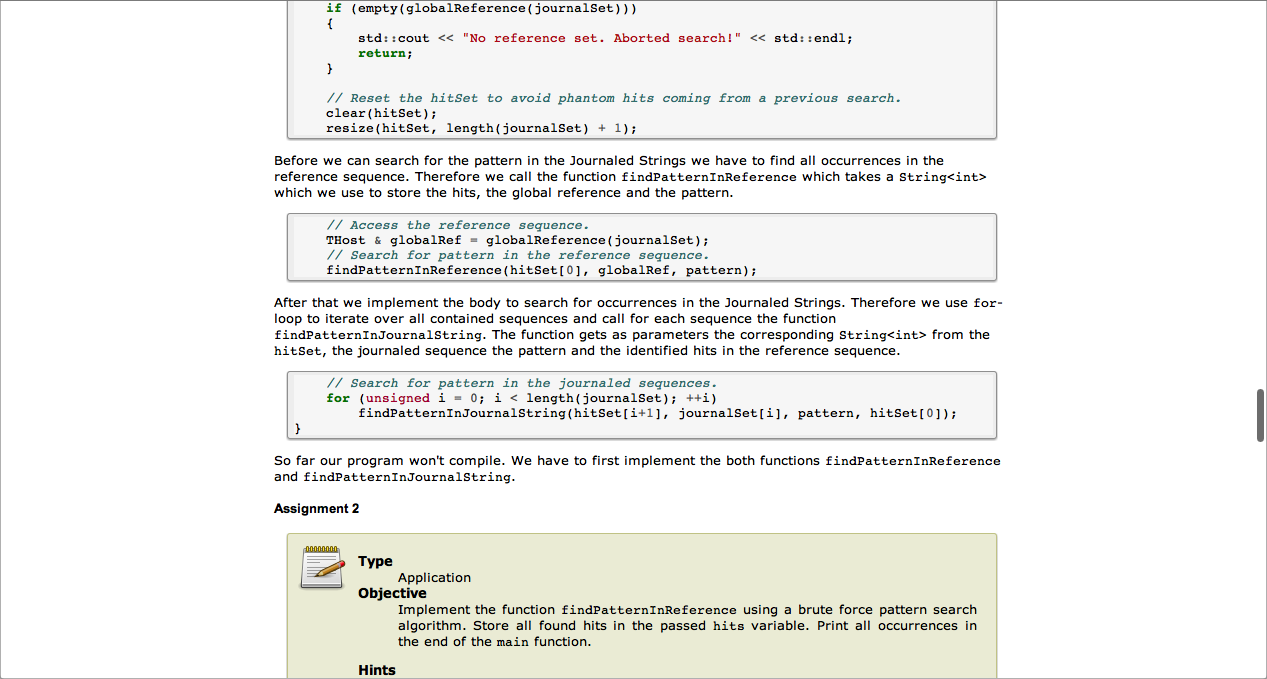 if (empty(globalReference(journalSet)))
{
std::cout << "No reference set. Aborted search!" << std::endl;
return;
}
// Reset the hitSet to avoid phantom hits coming from a previous search.
clear(hitSet);
resize(hitSet, length(journalSet) + 1);
Before we can search for the pattern in the Journaled Strings we have to find all occurrences in the
reference sequence. Therefore we call the function findPatternInReference which takes a String<int>
which we use to store the hits, the global reference and the pattern.
// Access the reference sequence.
THost & globalRef = globalReference(journalSet);
// Search for pattern in the reference sequence.
findPatternInReference(hitSet[0], globalRef, pattern);
After that we implement the body to search for occurrences in the Journaled Strings. Therefore we use for-
loop to iterate over all contained sequences and call for each sequence the function
findPatternInJournalString. The function gets as parameters the corresponding String<int> from the
hitSet, the journaled sequence the pattern and the identified hits in the reference sequence.
// Search for pattern in the journaled sequences.
for (unsigned i = 0; i < length(journalSet); ++i)
findPatternInJournalString(hitSet[i+1], journalSet[i], pattern, hitSet[0]);
}
So far our program won't compile. We have to first implement the both functions findPatternInReference
and findPatternInJournalString.
Assignment 2
Type
Application
Objective
Implement the function findPatternInReference using a brute force pattern search
algorithm. Store all found hits in the passed hits variable. Print all occurrences in
the end of the main function.
Hints